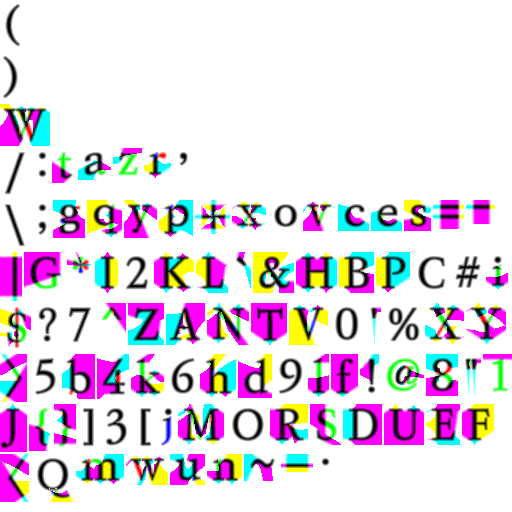 (
)
W
/ : t a z r ’
\ ; g q y p + x o v c e s = -
| G * I 2 K L ` & H B P C # i
$ ? 7 ^ Z A N T V 0 ' % X Y
5 b 4 k 6 h d 9 l f ! @ 8 " 1
J { } ] 3 [ j M O R S D U E F
Q m w u n ~ – ·